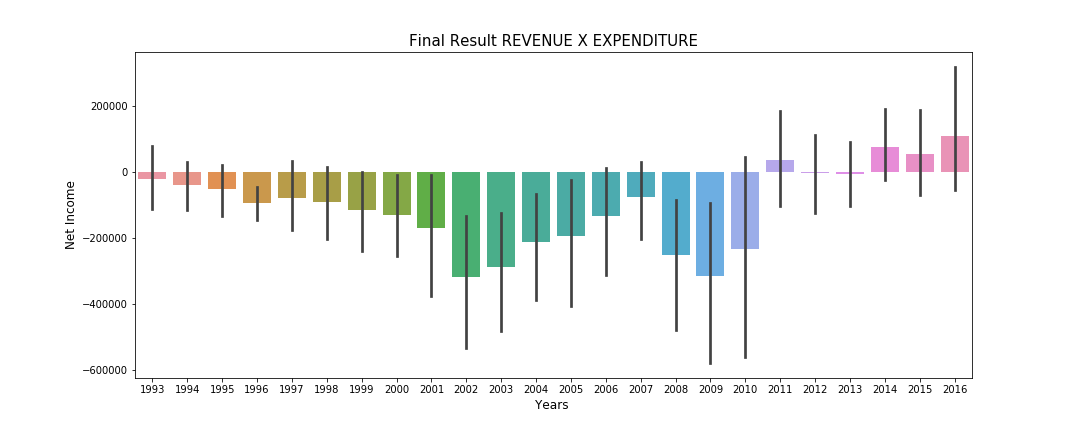 Final Result REVENUE X EXPENDITURE
200000
0
−200000
−400000
−600000
Net Income
1993 1994 1995 1996 1997 1998 1999 2000 2001 2002 2003 2004 2005 2006 2007 2008 2009 2010 2011 2012 2013 2014 2015 2016
Years